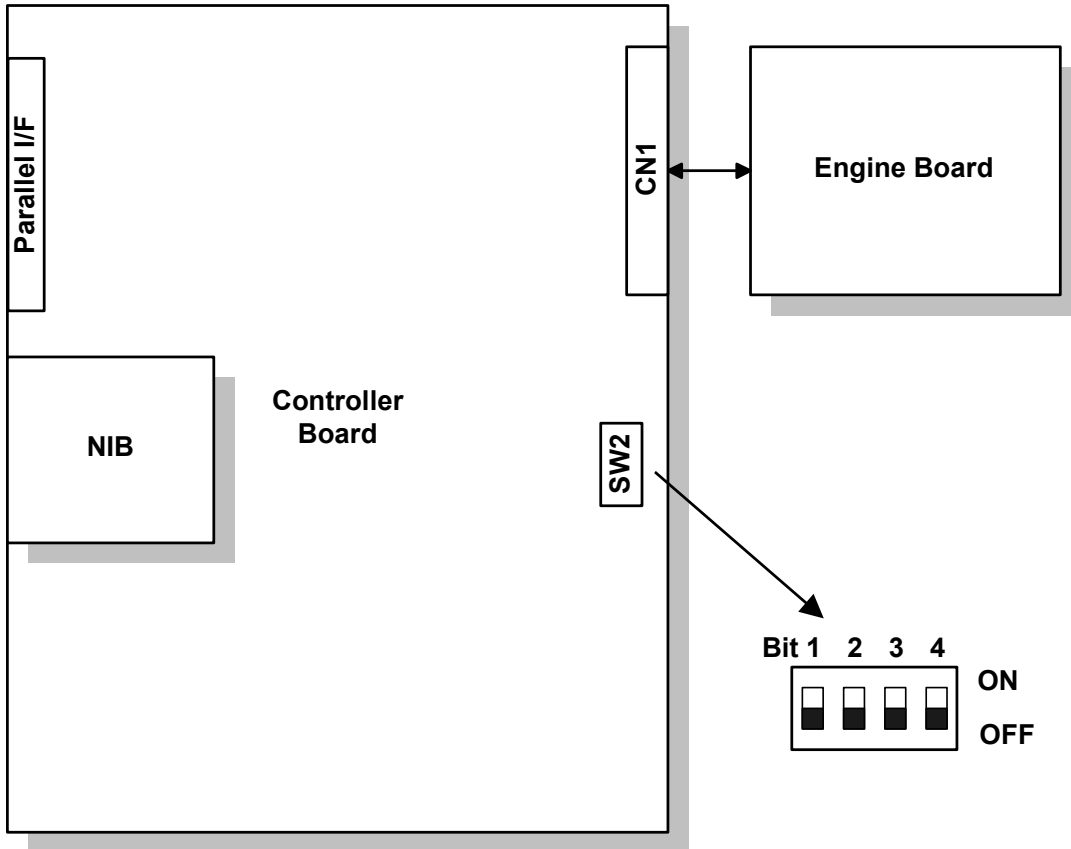 Parallel I/F
CN1
Engine Board
Controller
Board
NIB
SW2
Bit 1 2 3 4
ON
OFF